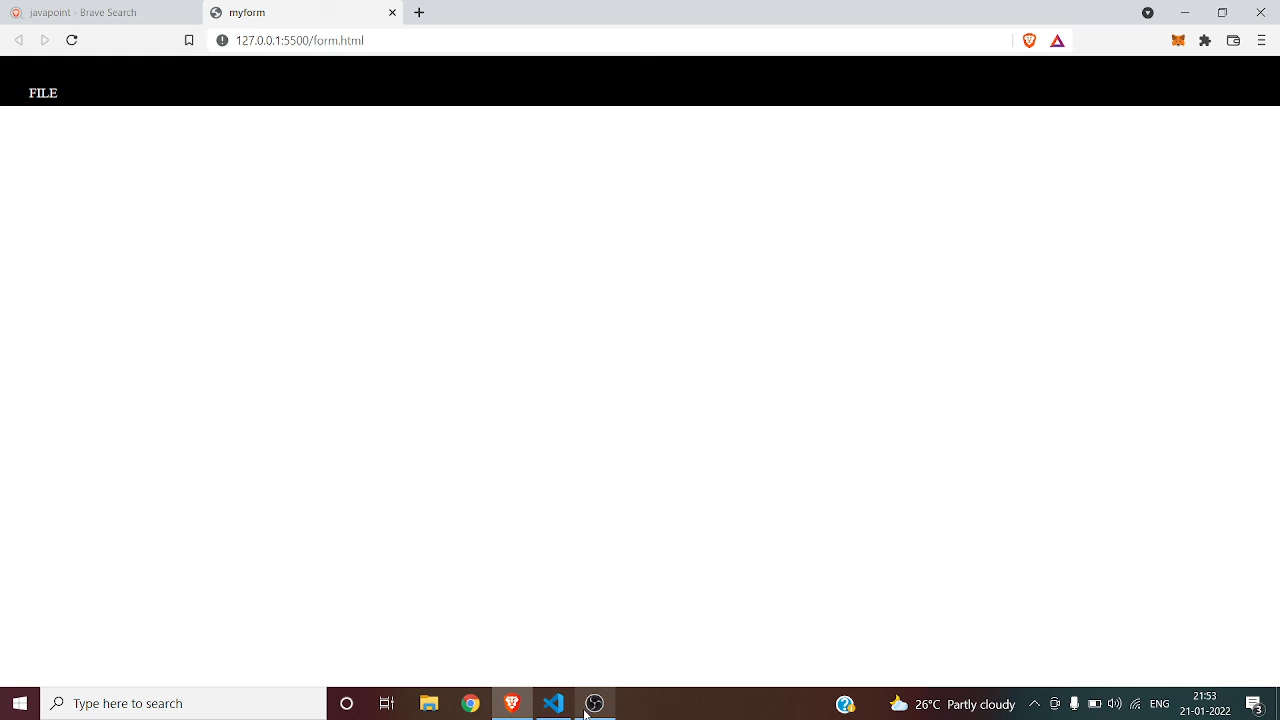 javapoint - Brave Search
myform
127.0.0.1:5500/form.html
FILE
Type here to search
26°C Partly cloudy
ENG
21:53
21-01-2022